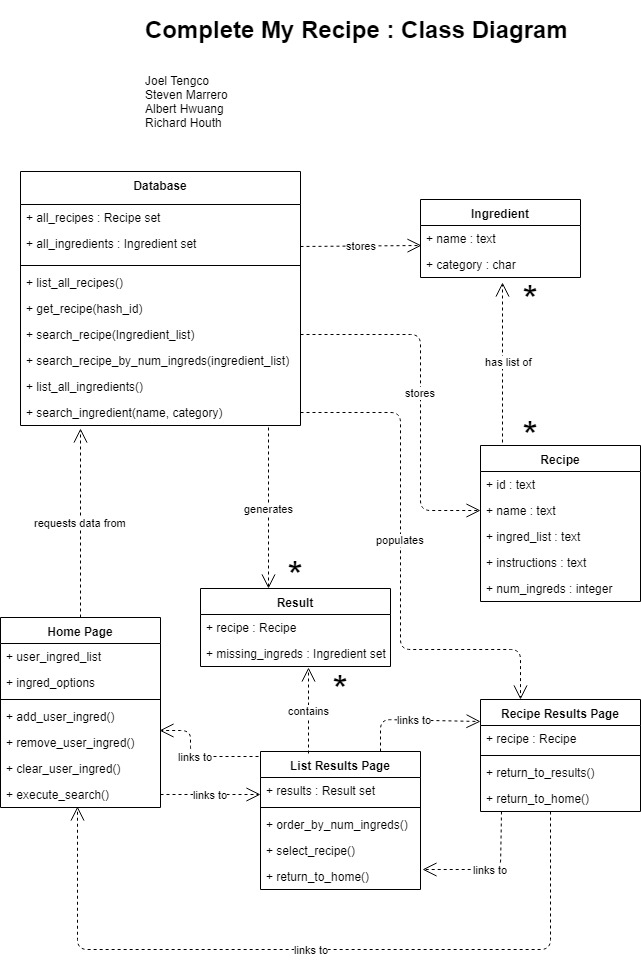 Complete My Recipe : Class Diagram
Joel Tengco
Steven Marrero
Albert Hwuang
Richard Houth
Database
+ all_recipes : Recipe set
+ all_ingredients : Ingredient set
+ list_all_recipes()
+ get_recipe(hash_id)
+ search_recipe(Ingredient_list)
+ search_recipe_by_num_ingreds(ingredient_list)
+ list_all_ingredients()
+ search_ingredient(name, category)
stores
Ingredient
+ name : text
+ category : char
*
has list of
stores
*
Recipe
+ id : text
+ name : text
+ ingred_list : text
+ instructions : text
+ num_ingreds : integer
requests data from
generates
populates
*
Result
+ recipe : Recipe
+ missing_ingreds : Ingredient set
*
contains
Home Page
+ user_ingred_list
+ ingred_options
+ add_user_ingred()
+ remove_user_ingred()
+ clear_user_ingred()
+ execute_search()
links to
links to
List Results Page
+ results : Result set
+ order_by_num_ingreds()
+ select_recipe()
+ return_to_home()
links to
Recipe Results Page
+ recipe : Recipe
+ return_to_results()
+ return_to_home()
links to
links to